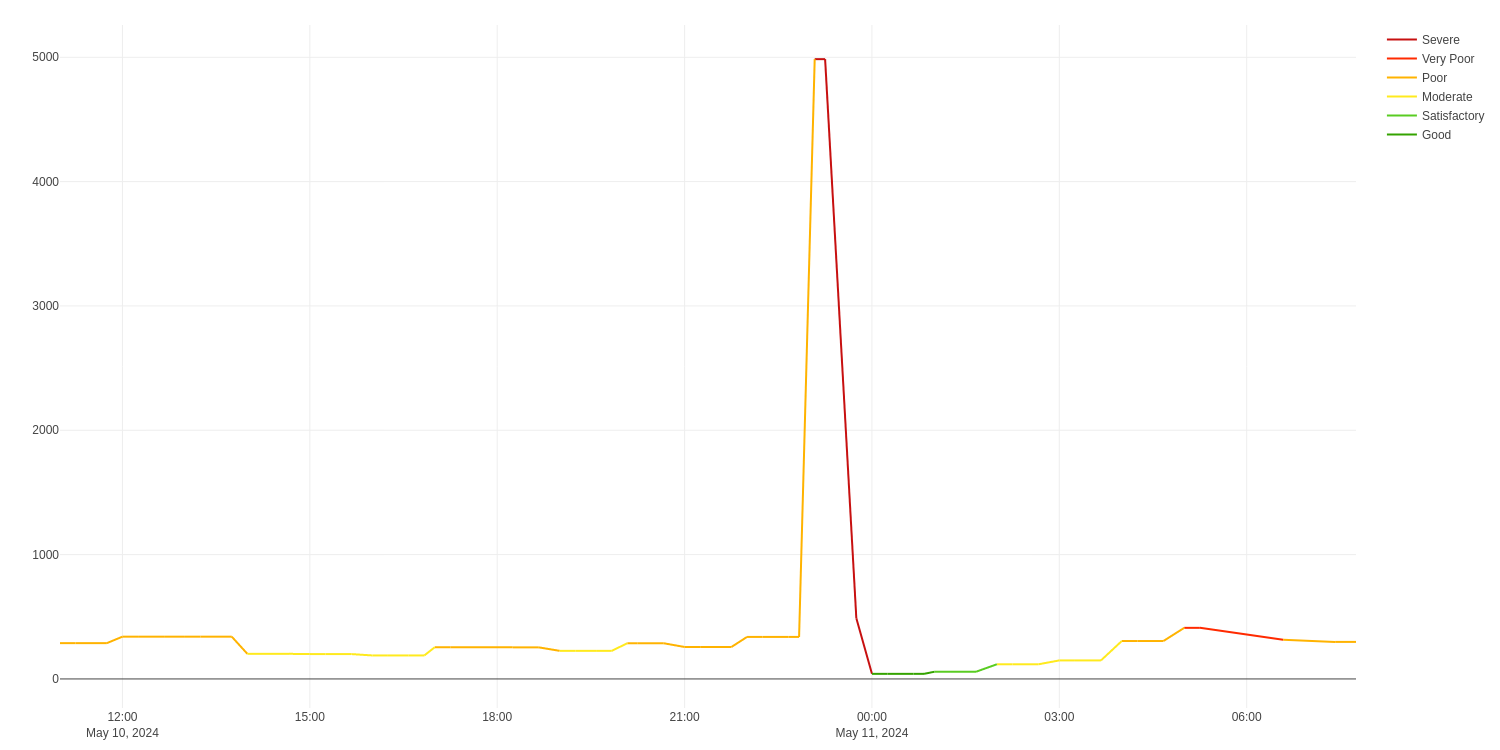 5000
4000
3000
2000
1000
0
12:00
May 10, 2024
15:00
18:00
21:00
00:00
May 11, 2024
03:00
06:00
Severe
Very Poor
Poor
Moderate
Satisfactory
Good